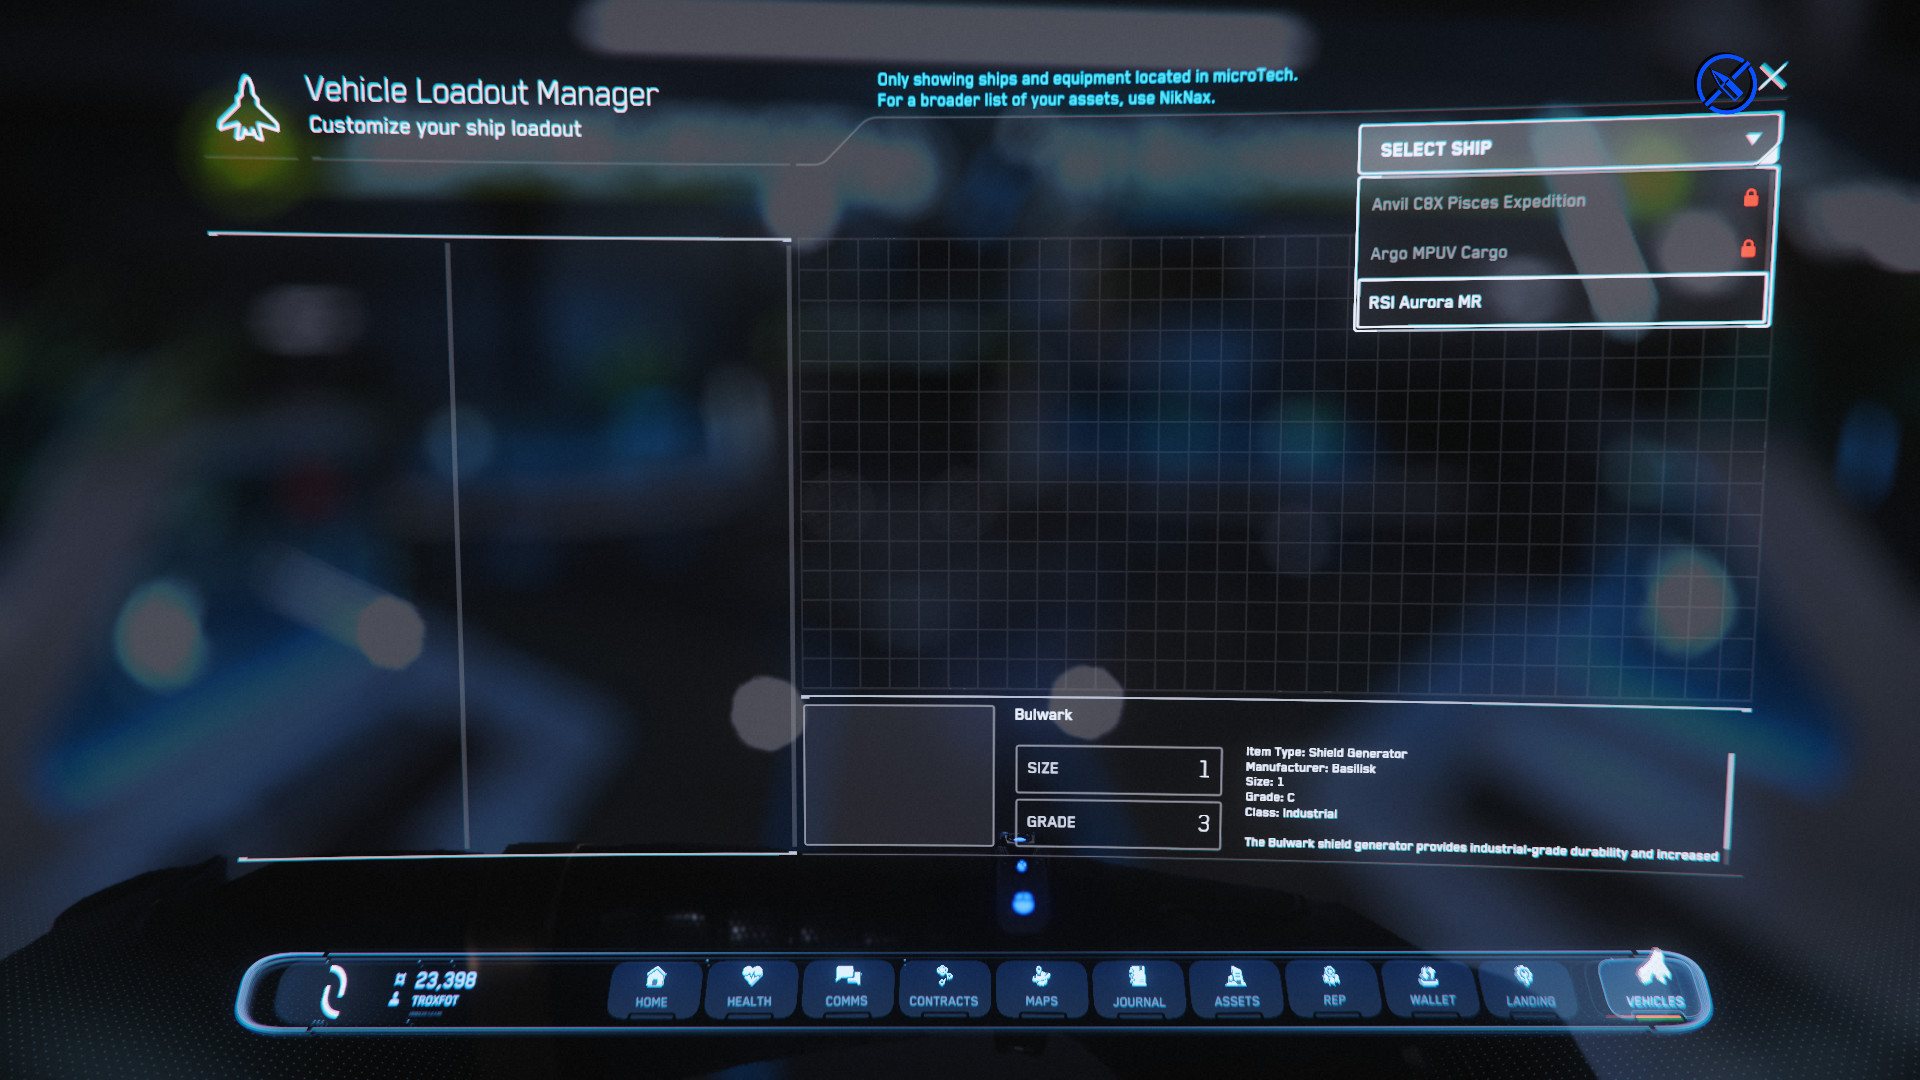 Vehicle Loadout Manager
Customize your ship loadout
Only showing ships and equipment located in microTech.
For a broader list of your assets, use NikNax.
SELECT SHIP
Anvil C8X Pisces Expedition
Argo MPUV Cargo
RSI Aurora MR
Bulwark
SIZE 1
GRADE 3
Item Type: Shield Generator
Manufacturer: Basilisk
Size: 1
Grade: C
Class: Industrial
The Bulwark shield generator provides industrial-grade durability and increased
23,398
TROXFOT
HOME
HEALTH
COMMS
CONTRACTS
MAPS
JOURNAL
ASSETS
REP
WALLET
LANDING
VEHICLES